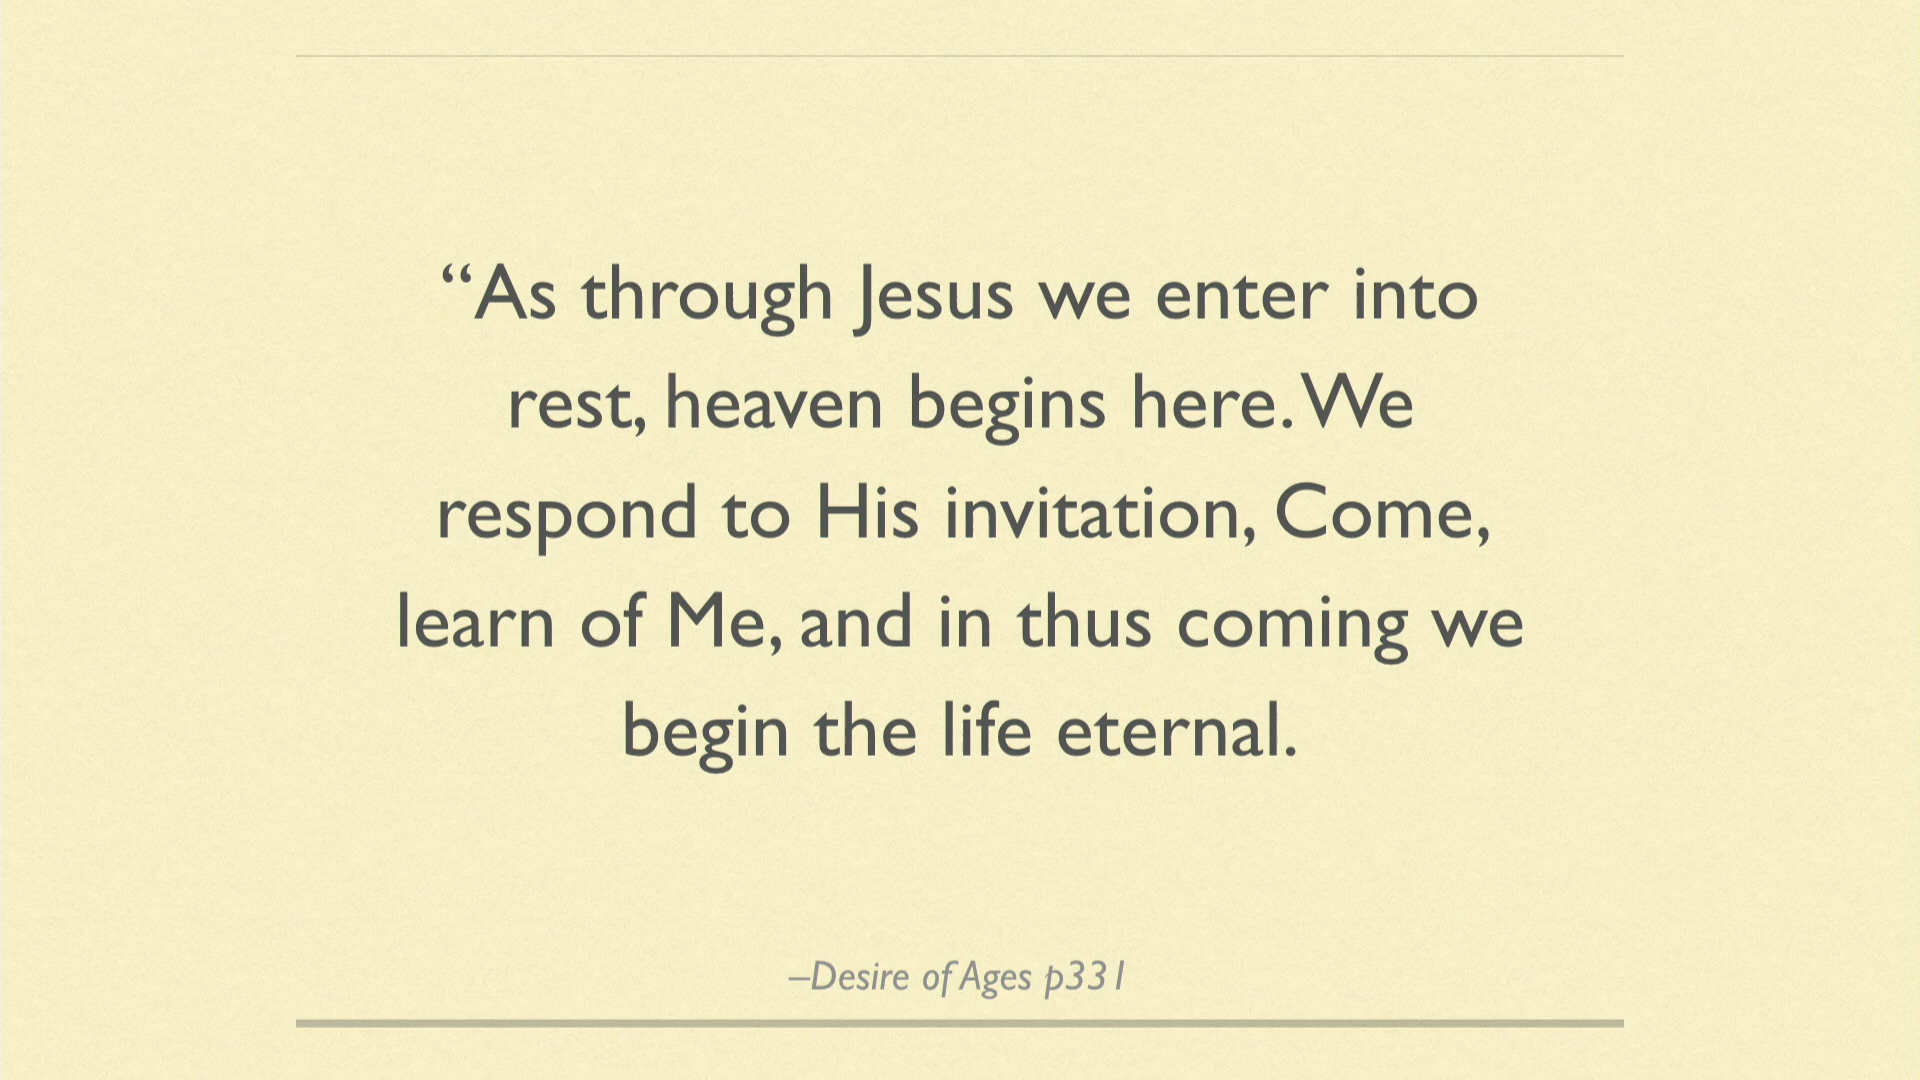 “As through Jesus we enter into
rest, heaven begins here. We
respond to His invitation, Come,
learn of Me, and in thus coming we
begin the life eternal.
–Desire of Ages p331